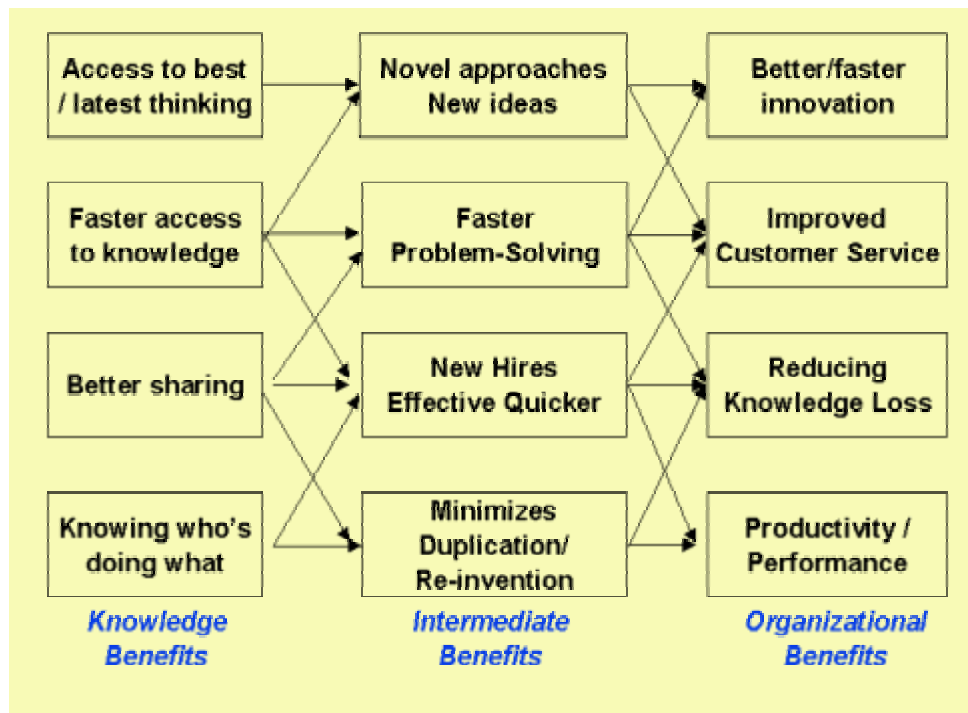 Access to best
/ latest thinking
Novel approaches
New ideas
Better/faster
innovation
Faster access
to knowledge
Faster
Problem-Solving
Improved
Customer Service
Better sharing
New Hires
Effective Quicker
Reducing
Knowledge Loss
Knowing who's
doing what
Minimizes
Duplication/
Re-invention
Productivity /
Performance
Knowledge
Benefits
Intermediate
Benefits
Organizational
Benefits